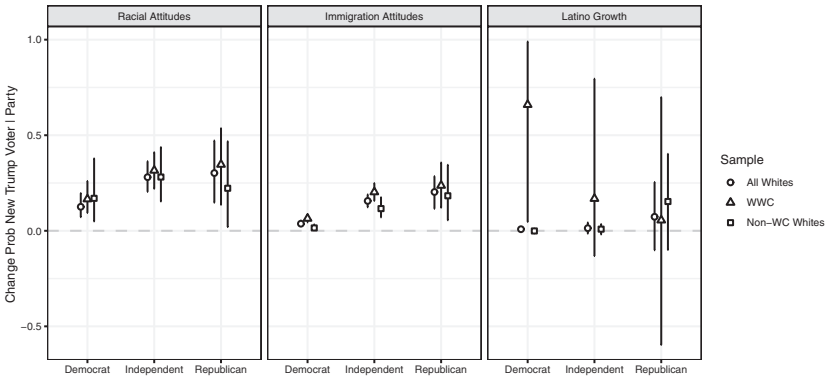 Racial Attitudes
Immigration Attitudes
Latino Growth
Change Prob New Trump Voter | Party
1.0
0.5
0.0
−0.5
Democrat Independent Republican
Democrat Independent Republican
Democrat Independent Republican
Sample
All Whites
WWC
Non−WC Whites